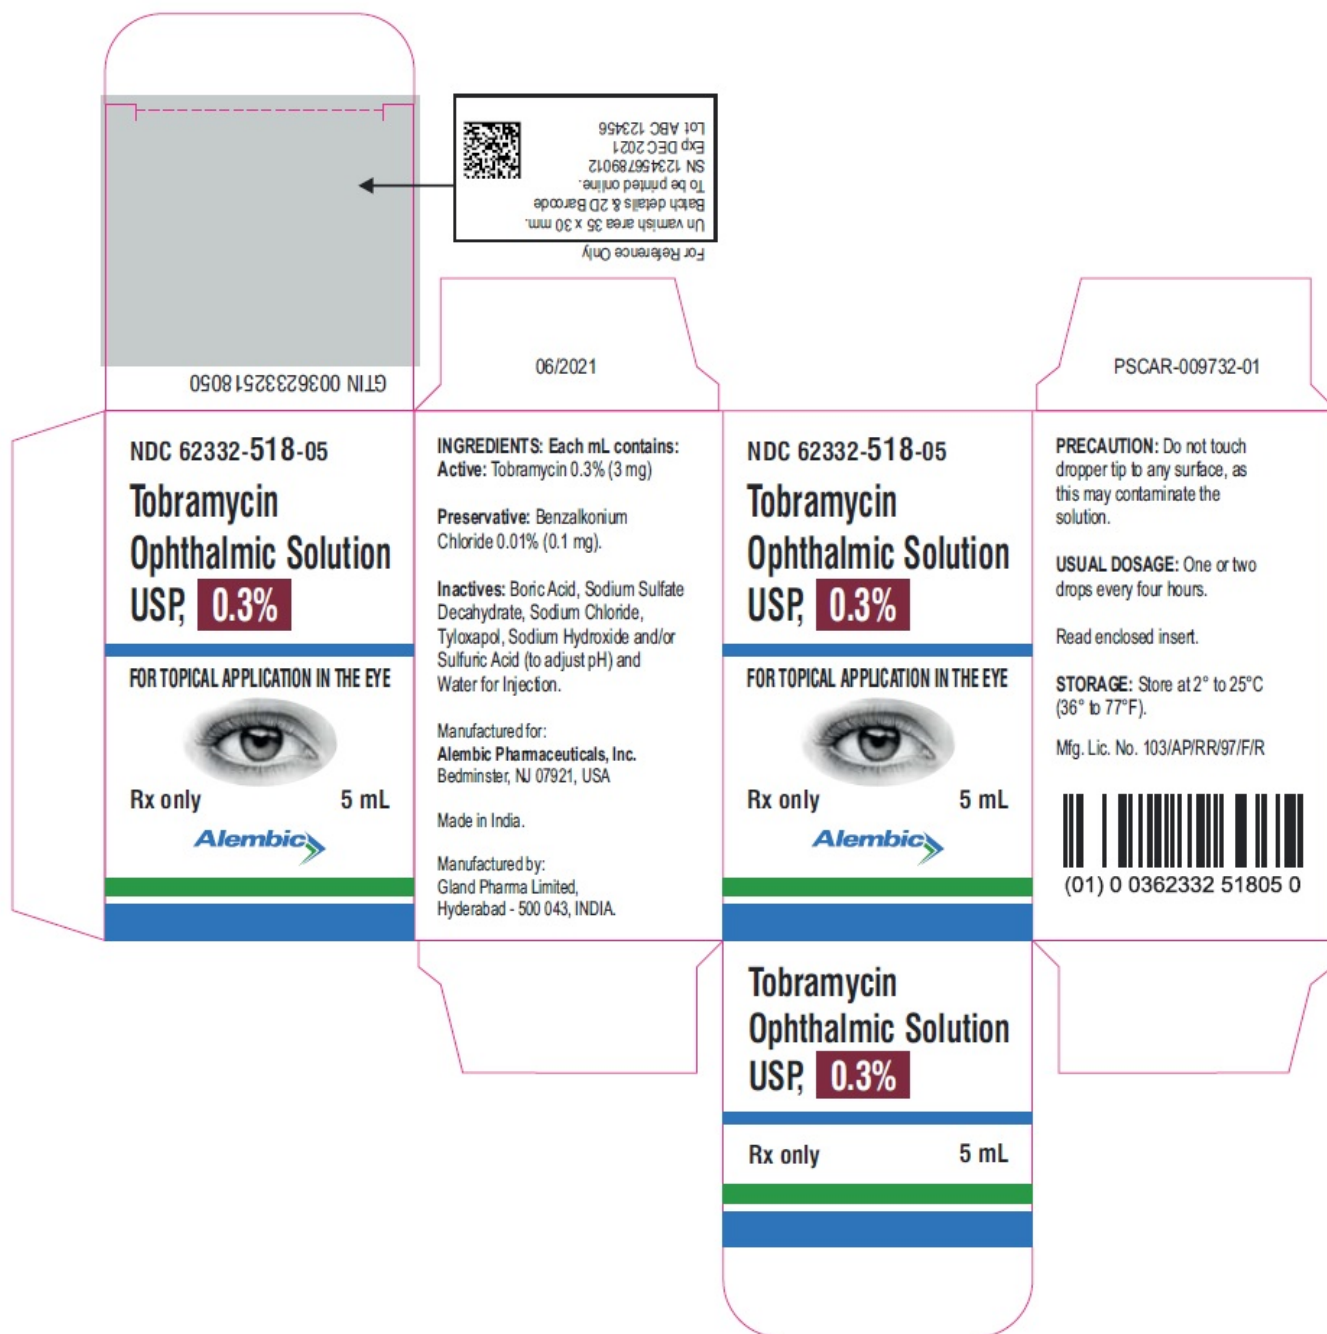 Lot ABC 123456
Exp DEC 2021
SN 123456789012
To be printed online.
Batch details & 2D Barcode
Un varnish area 35 x 30 mm.
For Reference Only
GTIN 00362332518050
06/2021
PSCAR-009732-01
NDC 62332-518-05
Tobramycin
Ophthalmic Solution
USP, 0.3%
FOR TOPICAL APPLICATION IN THE EYE
Rx only 5 mL
Alembic
INGREDIENTS: Each mL contains:
Active: Tobramycin 0.3% (3 mg)
Preservative: Benzalkonium
Chloride 0.01% (0.1 mg).
Inactives: Boric Acid, Sodium Sulfate
Decahydrate, Sodium Chloride,
Tyloxapol, Sodium Hydroxide and/or
Sulfuric Acid (to adjust pH) and
Water for Injection.
Manufactured for:
Alembic Pharmaceuticals, Inc.
Bedminster, NJ 07921, USA
Made in India.
Manufactured by:
Gland Pharma Limited,
Hyderabad - 500 043, INDIA.
NDC 62332-518-05
Tobramycin
Ophthalmic Solution
USP, 0.3%
FOR TOPICAL APPLICATION IN THE EYE
Rx only 5 mL
Alembic
PRECAUTION: Do not touch
dropper tip to any surface, as
this may contaminate the
solution.
USUAL DOSAGE: One or two
drops every four hours.
Read enclosed insert.
STORAGE: Store at 2° to 25°C
(36° to 77°F).
Mfg. Lic. No. 103/AP/RR/97/F/R
(01) 0 0362332 51805 0
Tobramycin
Ophthalmic Solution
USP, 0.3%
Rx only 5 mL